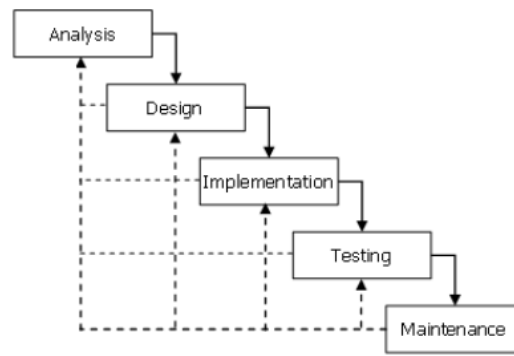 Analysis
Design
Implementation
Testing
Maintenance